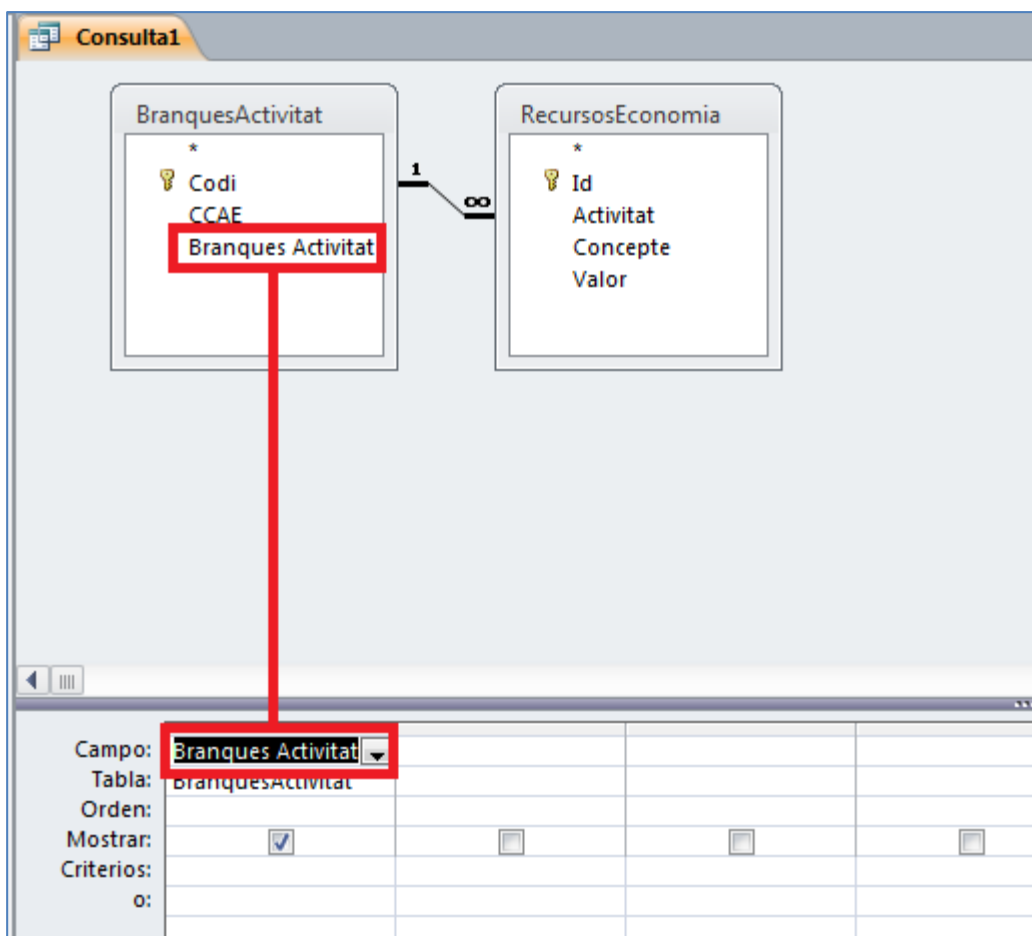 Consulta1
BranquesActivitat
*
Codi
CCAE
Branques Activitat
1
∞
RecursosEconomia
*
Id
Activitat
Concepte
Valor
Campo: Branques Activitat
Tabla: BranquesActivitat
Orden:
Mostrar:
Criterios:
o: